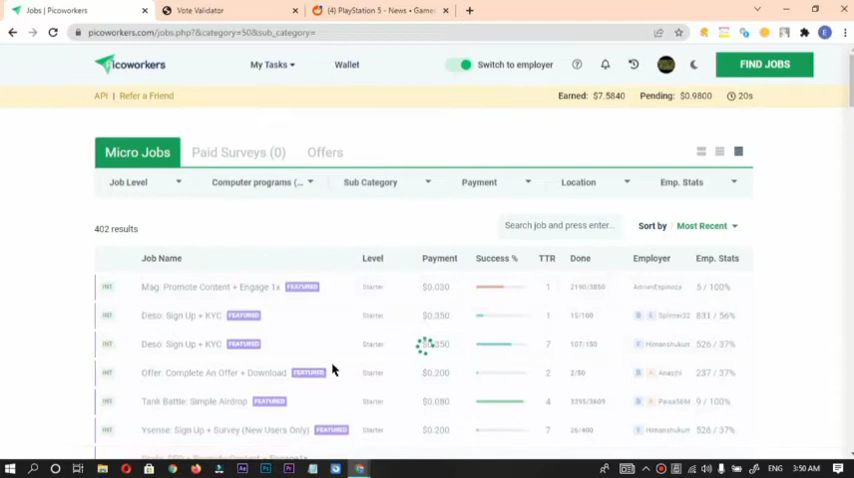 Jobs | Picoworkers
Vote Validator
(4) PlayStation 5 - News • Game
picoworkers.com/jobs.php?&category=50&sub_category=
E
picoworkers
My Tasks
Wallet
Switch to employer
FIND JOBS
API | Refer a Friend
Earned: $7.5840
Pending: $0.9800
20s
Micro Jobs
Paid Surveys (0)
Offers
Job Level
Computer programs (...
Sub Category
Payment
Location
Emp. Stats
402 results
Search job and press enter...
Sort by
Most Recent
Job Name Level Payment Success % TTR Done Employer Emp. Stats
INT Mag: Promote Content + Engage 1x FEATURED Starter $0.030 1 2190/3850 AdrienEspinoza 5 / 100%
INT Deso: Sign Up + KYC FEATURED Starter $0.350 1 15/100 831 / 56%
INT Deso: Sign Up + KYC FEATURED Starter 7 107/150 526 / 37%
INT Offer: Complete An Offer + Download FEATURED Starter $0.200 2 2/50 237 / 37%
INT Tank Battle: Simple Airdrop FEATURED Starter $0.080 4 3395/3603 9 / 100%
INT Ysense: Sign Up + Survey (New Users Only) FEATURED Starter $0.200 7 26/400 526 / 37%
ENG
3:50 AM